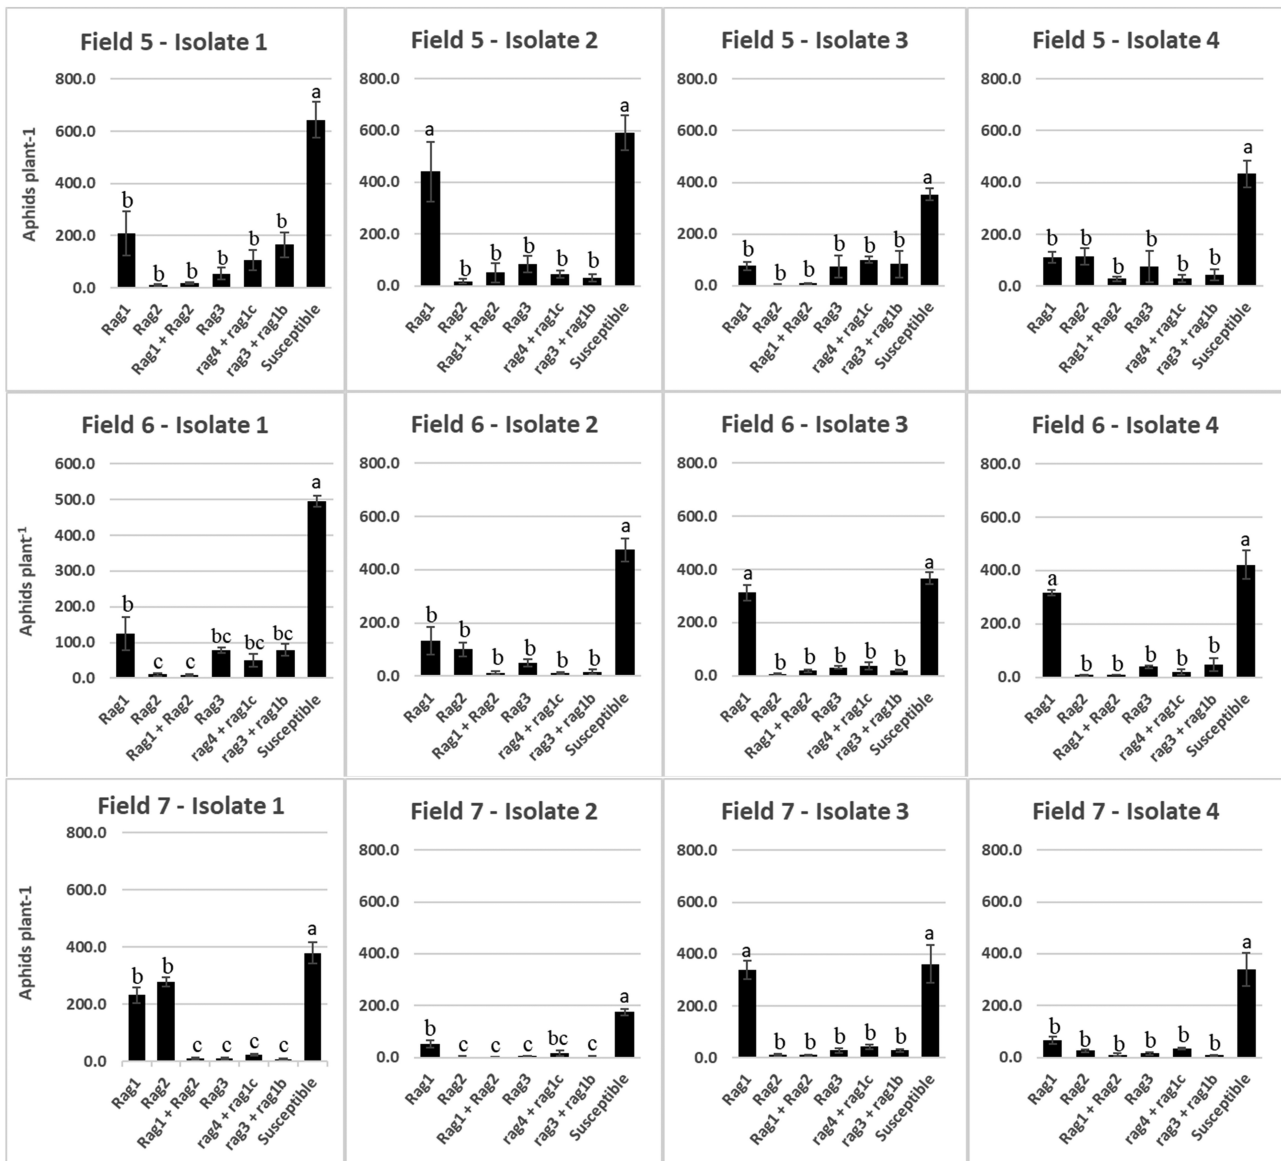 Field 5 - Isolate 1
Aphids plant-1
800.0
600.0
400.0
200.0
0.0
a
b
b
b
b
b
b
Rag1
Rag2
Rag1 + Rag2
Rag3
rag4 + rag1c
rag3 + rag1b
Susceptible
Field 5 - Isolate 2
800.0
600.0
400.0
200.0
0.0
a
b
b
b
b
b
a
Rag1
Rag2
Rag1 + Rag2
Rag3
rag4 + rag1c
rag3 + rag1b
Susceptible
Field 5 - Isolate 3
800.0
600.0
400.0
200.0
0.0
b
b
b
b
b
b
a
Rag1
Rag2
Rag1 + Rag2
Rag3
rag4 + rag1c
rag3 + rag1b
Susceptible
Field 5 - Isolate 4
800.0
600.0
400.0
200.0
0.0
b
b
b
b
b
b
a
Rag1
Rag2
Rag1 + Rag2
Rag3
rag4 + rag1c
rag3 + rag1b
Susceptible
Field 6 - Isolate 1
Aphids plant-1
600.0
500.0
400.0
300.0
200.0
100.0
0.0
b
c
c
bc
bc
bc
a
Rag1
Rag2
Rag1 + Rag2
Rag3
rag4 + rag1c
rag3 + rag1b
Susceptible
Field 6 - Isolate 2
800.0
600.0
400.0
200.0
0.0
b
b
b
b
b
b
a
Rag1
Rag2
Rag1 + Rag2
Rag3
rag4 + rag1c
rag3 + rag1b
Susceptible
Field 6 - Isolate 3
800.0
600.0
400.0
200.0
0.0
a
b
b
b
b
b
a
Rag1
Rag2
Rag1 + Rag2
Rag3
rag4 + rag1c
rag3 + rag1b
Susceptible
Field 6 - Isolate 4
800.0
600.0
400.0
200.0
0.0
a
b
b
b
b
b
a
Rag1
Rag2
Rag1 + Rag2
Rag3
rag4 + rag1c
rag3 + rag1b
Susceptible
Field 7 - Isolate 1
Aphids plant-1
800.0
600.0
400.0
200.0
0.0
b
b
c
c
c
c
a
Rag1
Rag2
Rag1 + Rag2
Rag3
rag4 + rag1c
rag3 + rag1b
Susceptible
Field 7 - Isolate 2
800.0
600.0
400.0
200.0
0.0
b
c
c
c
bc
c
a
Rag1
Rag2
Rag1 + Rag2
Rag3
rag4 + rag1c
rag3 + rag1b
Susceptible
Field 7 - Isolate 3
800.0
600.0
400.0
200.0
0.0
a
b
b
b
b
b
a
Rag1
Rag2
Rag1 + Rag2
Rag3
rag4 + rag1c
rag3 + rag1b
Susceptible
Field 7 - Isolate 4
800.0
600.0
400.0
200.0
0.0
b
b
b
b
b
b
a
Rag1
Rag2
Rag1 + Rag2
Rag3
rag4 + rag1c
rag3 + rag1b
Susceptible